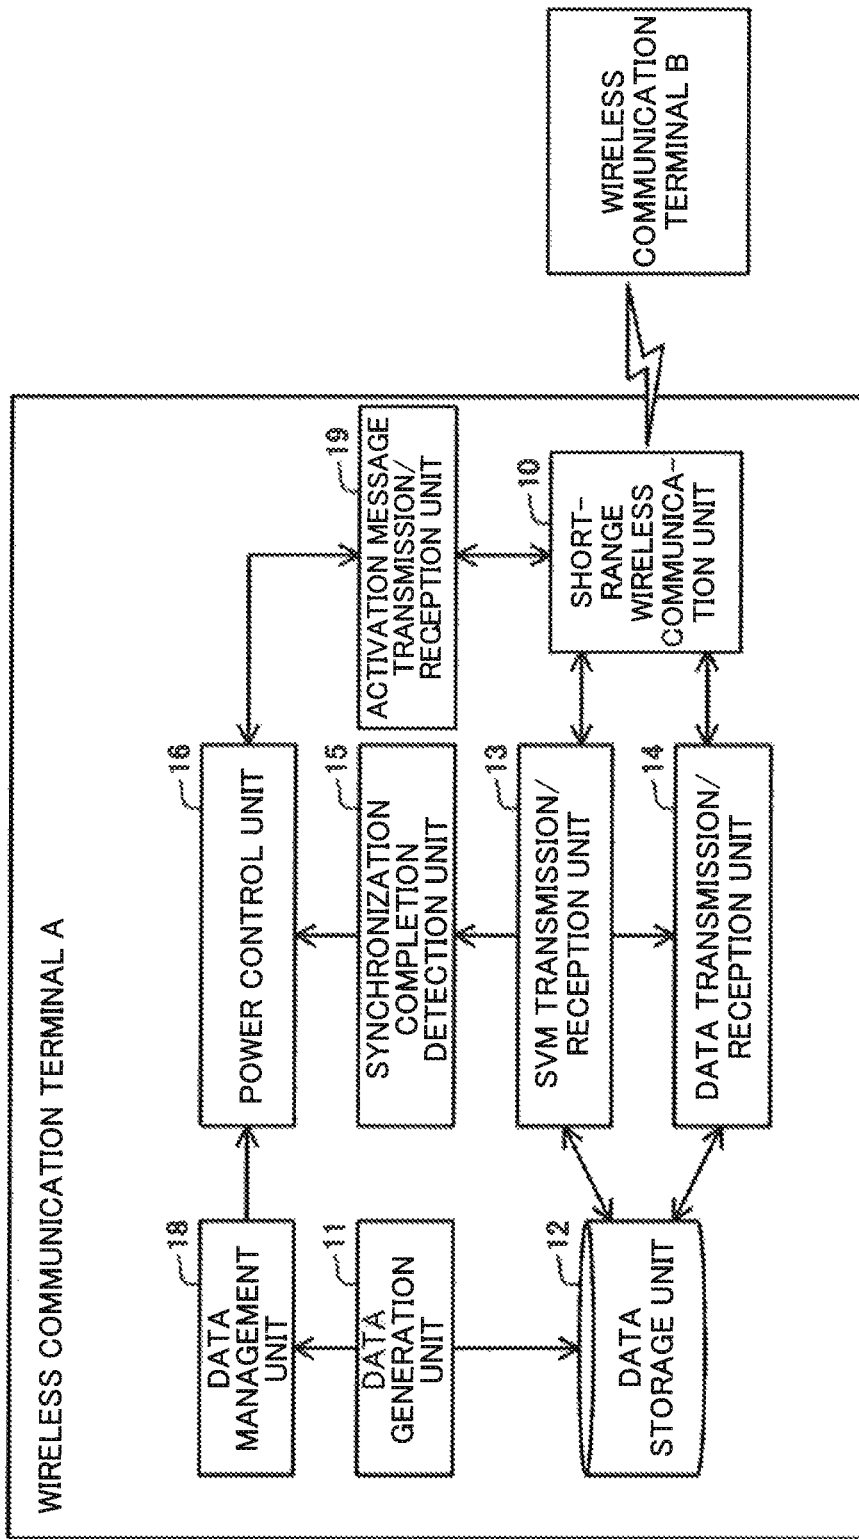 WIRELESS COMMUNICATION TERMINAL A
18
DATA
MANAGEMENT
UNIT
11
DATA
GENERATION
UNIT
12
DATA
STORAGE UNIT
16
POWER CONTROL UNIT
15
SYNCHRONIZATION
COMPLETION
DETECTION UNIT
13
SVM TRANSMISSION/
RECEPTION UNIT
14
DATA TRANSMISSION/
RECEPTION UNIT
19
ACTIVATION MESSAGE
TRANSMISSION/
RECEPTION UNIT
10
SHORT-
RANGE
WIRELESS
COMMUNICA-
TION UNIT
WIRELESS
COMMUNICATION
TERMINAL B